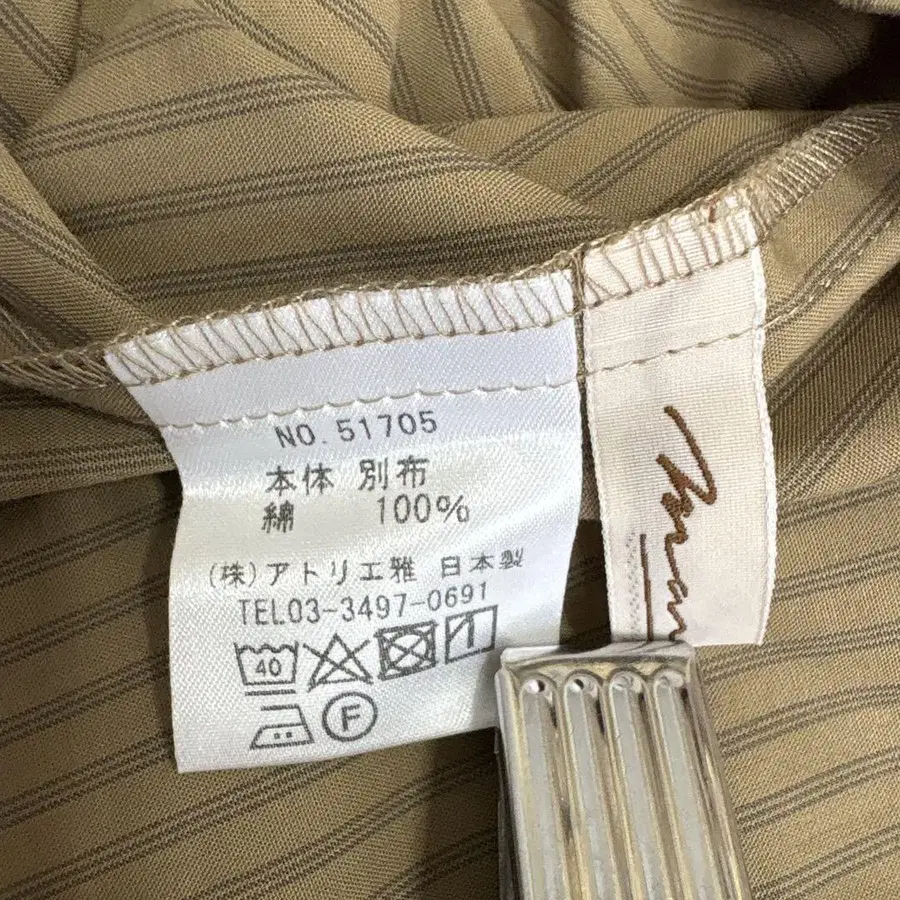 NO. 51705
本体 別布
綿 100%
(株)アトリエ雅 日本製
TEL03-3497-0691
40
F